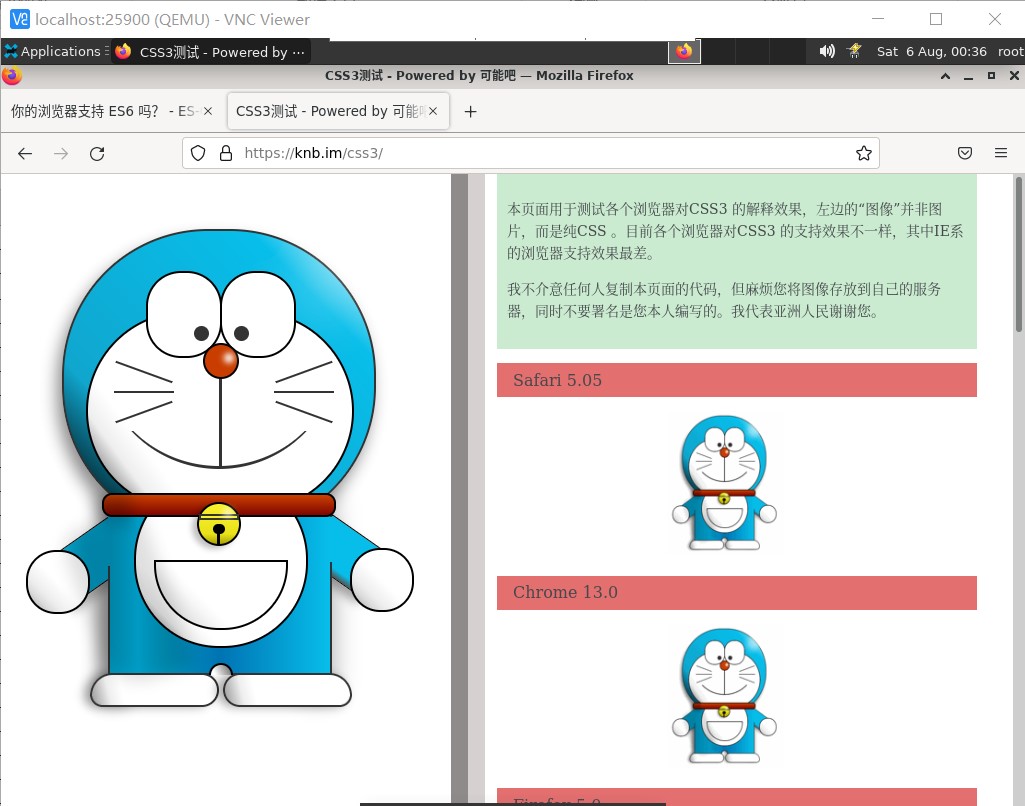 localhost:25900 (QEMU) - VNC Viewer
Applications
CSS3测试 - Powered by ···
Sat 6 Aug, 00:36 root
CSS3测试 - Powered by 可能吧 — Mozilla Firefox
你的浏览器支持 ES6 吗? - ES-
CSS3测试 - Powered by 可能吧
https://knb.im/css3/
本页面用于测试各个浏览器对CSS3 的解释效果，左边的“图像”并非图
片，而是纯CSS 。目前各个浏览器对CSS3 的支持效果不一样，其中IE系
的浏览器支持效果最差。
我不介意任何人复制本页面的代码，但麻烦您将图像存放到自己的服务
器，同时不要署名是您本人编写的。我代表亚洲人民谢谢您。
Safari 5.05
Chrome 13.0
Firefox 5.0